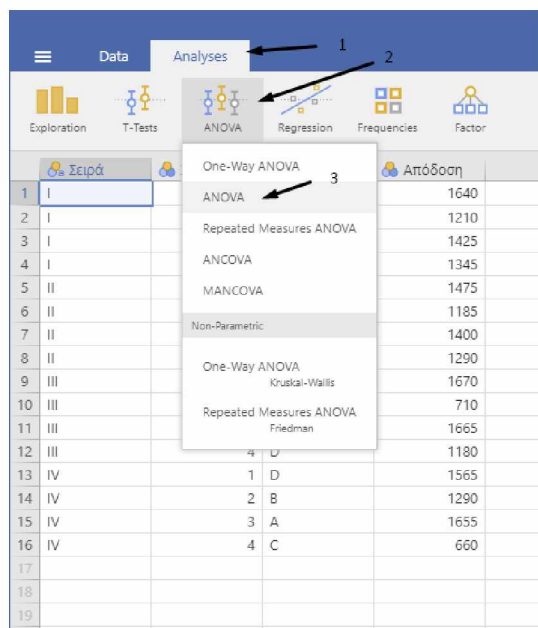 Data Analyses 1
2
Exploration T-Tests ANOVA Regression Frequencies Factor
Σειρά Απόδοση
One-Way ANOVA
3
ANOVA
Repeated Measures ANOVA
ANCOVA
MANCOVA
Non-Parametric
One-Way ANOVA
Kruskal-Wallis
Repeated Measures ANOVA
Friedman
1 I 1640
2 I 1210
3 I 1425
4 I 1345
5 II 1475
6 II 1185
7 II 1400
8 II 1290
9 III 1670
10 III 710
11 III 1665
12 III 4 D 1180
13 IV 1 D 1565
14 IV 2 B 1290
15 IV 3 A 1655
16 IV 4 C 660
17
18
19